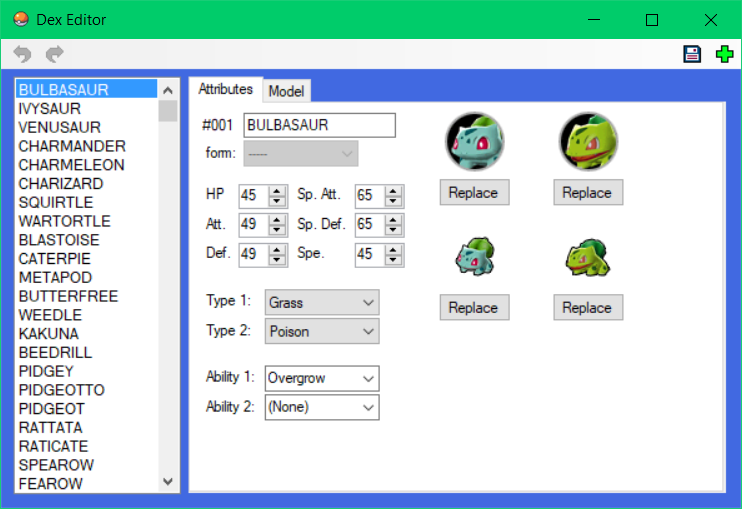 Dex Editor
BULBASAUR
IVYSAUR
VENUSAUR
CHARMANDER
CHARMELEON
CHARIZARD
SQUIRTLE
WARTORTLE
BLASTOISE
CATERPIE
METAPOD
BUTTERFREE
WEEDLE
KAKUNA
BEEDRILL
PIDGEY
PIDGEOTTO
PIDGEOT
RATTATA
RATICATE
SPEAROW
FEAROW
Attributes Model
#001 BULBASAUR
form: -----
HP 45 Sp. Att. 65
Att. 49 Sp. Def. 65
Def. 49 Spe. 45
Type 1: Grass
Type 2: Poison
Ability 1: Overgrow
Ability 2: (None)
Replace Replace
Replace Replace